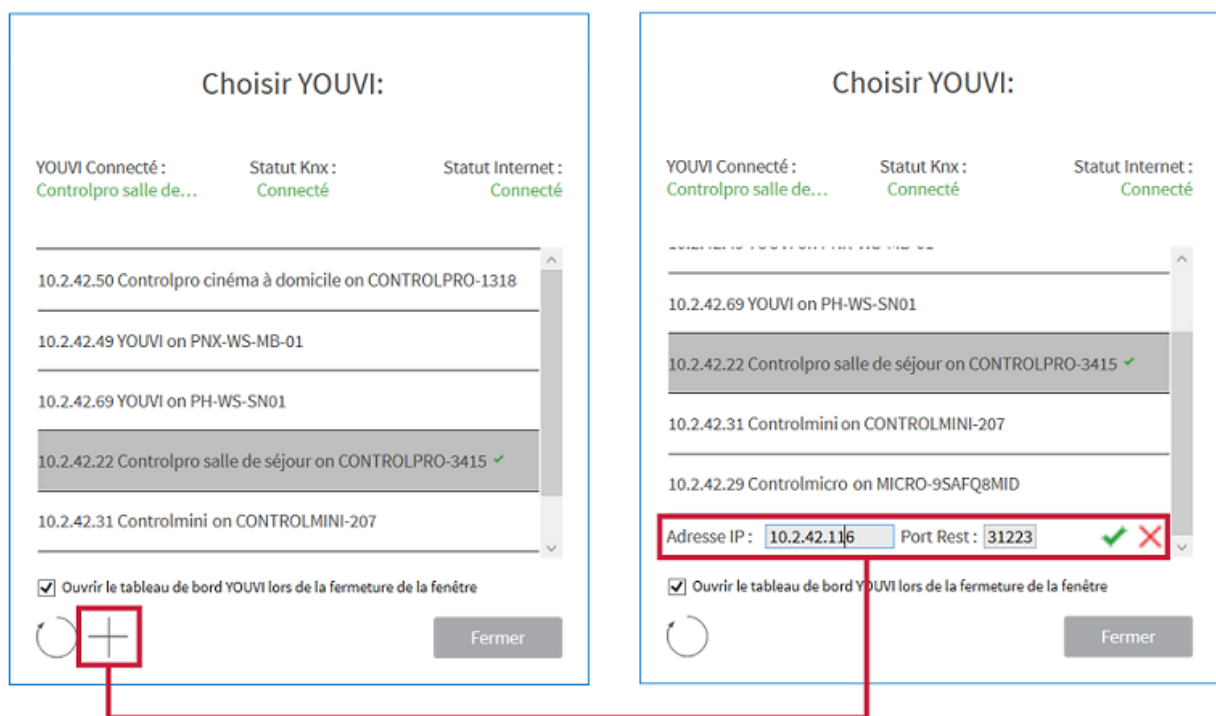 Choisir YOUVI:
YOUVI Connecté :
Statut Knx :
Statut Internet :
Controlpro salle de...
Connecté
Connecté
10.2.42.50 Controlpro cinéma à domicile on CONTROLPRO-1318
10.2.42.49 YOUVI on PNX-WS-MB-01
10.2.42.69 YOUVI on PH-WS-SN01
10.2.42.22 Controlpro salle de séjour on CONTROLPRO-3415
10.2.42.31 Controlmini on CONTROLMINI-207
Ouvrir le tableau de bord YOUVI lors de la fermeture de la fenêtre
Fermer
Choisir YOUVI:
YOUVI Connecté :
Statut Knx :
Statut Internet :
Controlpro salle de...
Connecté
Connecté
10.2.42.69 YOUVI on PH-WS-SN01
10.2.42.22 Controlpro salle de séjour on CONTROLPRO-3415
10.2.42.31 Controlmini on CONTROLMINI-207
10.2.42.29 Controlmicro on MICRO-9SAFQ8MID
Adresse IP : 10.2.42.116 Port Rest : 31223
Ouvrir le tableau de bord YOUVI lors de la fermeture de la fenêtre
Fermer